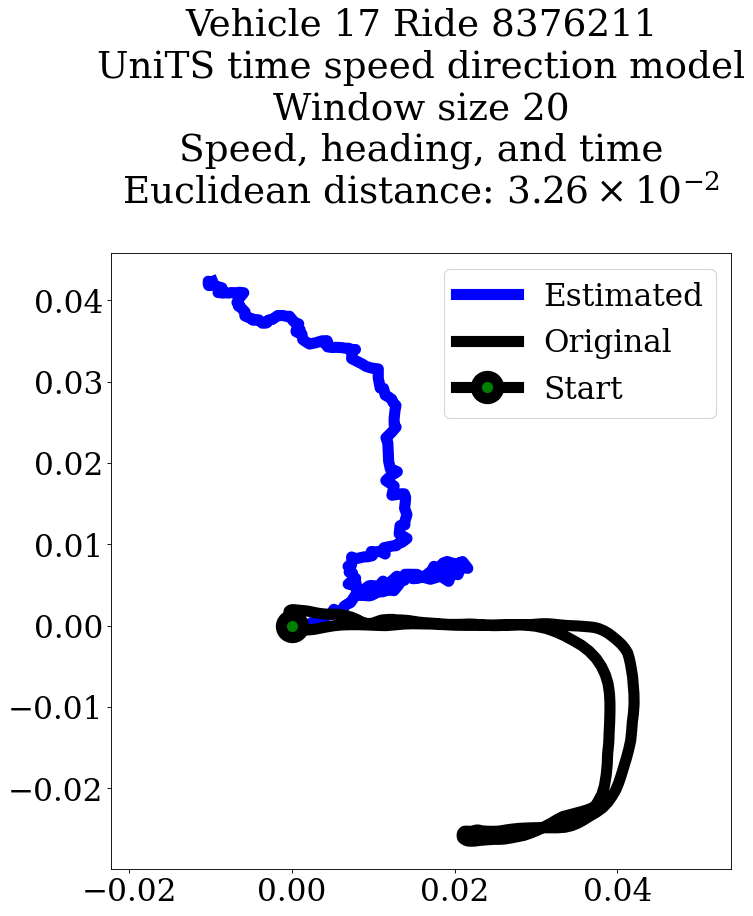 Vehicle 17 Ride 8376211
UniTS time speed direction model
Window size 20
Speed, heading, and time
Euclidean distance: 3.26 × 10⁻²
Estimated
Original
Start
0.04
0.03
0.02
0.01
0.00
−0.01
−0.02
−0.02 0.00 0.02 0.04